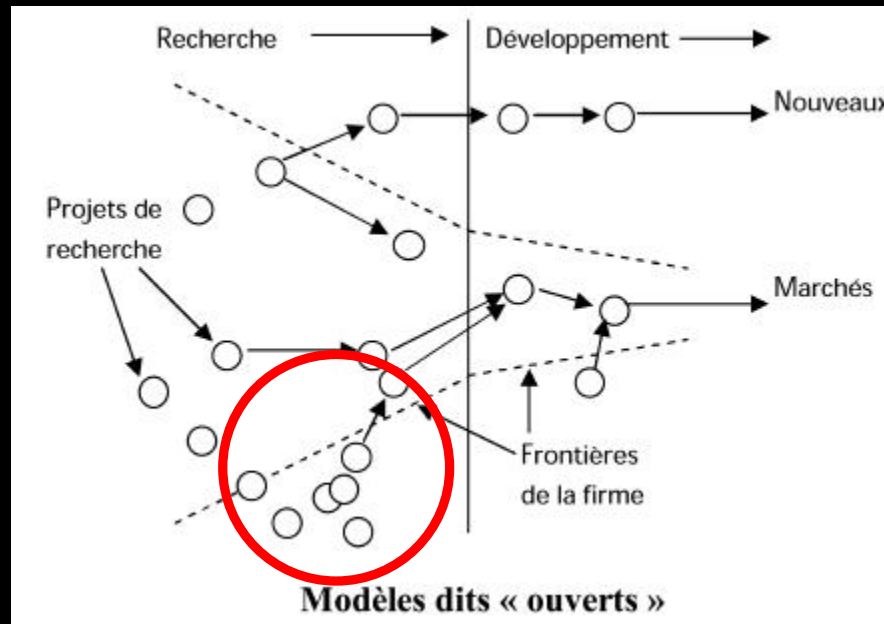 Recherche
Développement
Nouveaux
Projets de
recherche
Marchés
Frontières
de la firme
Modèles dits « ouverts »